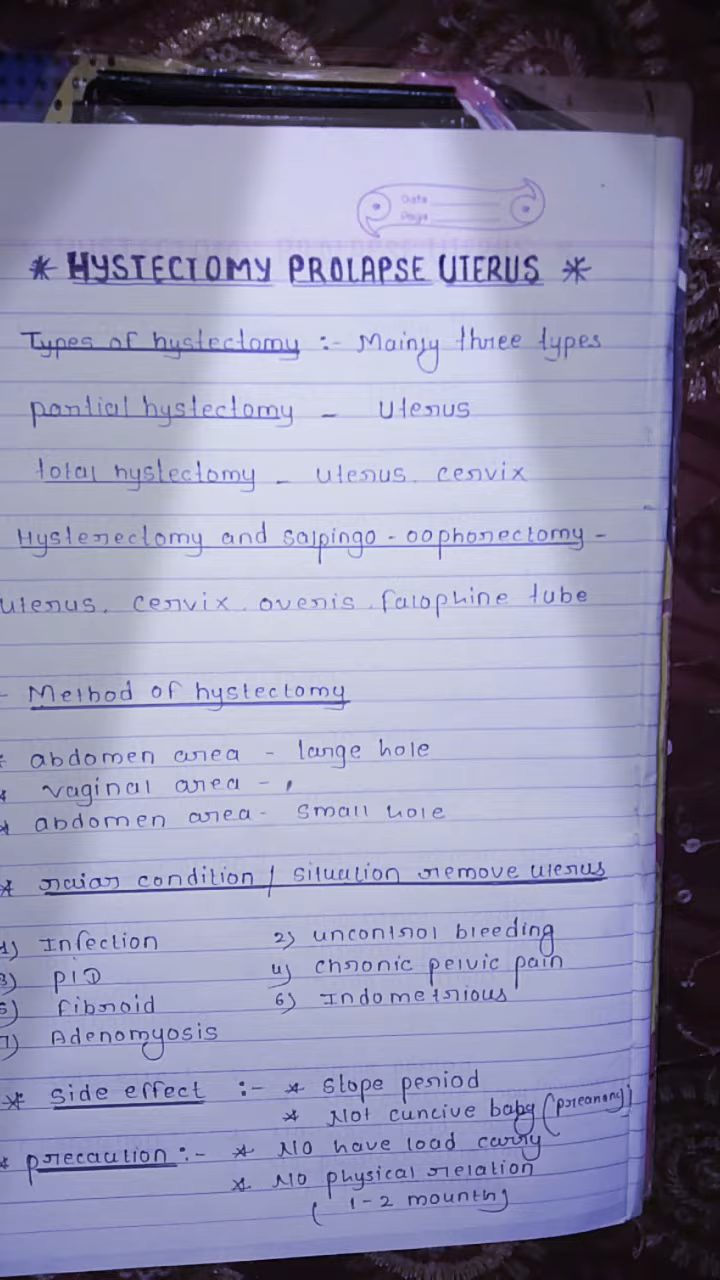 Date
Page
* HYSTECTOMY PROLAPSE UTERUS *
Types of hystectomy :- Mainly three types
partial hystectomy - Uterus
total hystectomy - uterus. cervix
Hysterectomy and salpingo - oophorectomy -
uterus. cervix. overis. falophine tube
- Method of hystectomy
* abdomen area - large hole
* vaginal area -
* abdomen area - small hole
* condition / situation remove uterus
1) Infection 2) uncontrol bleeding
3) PID 4) chronic pelvic pain
5) fibroid 6) Indometrious
7) Adenomyosis
* side effect :- * Stope period
* Not cuncive baby
* precaution :- * No have load carry
* No physical relation
( 1-2 mounth)